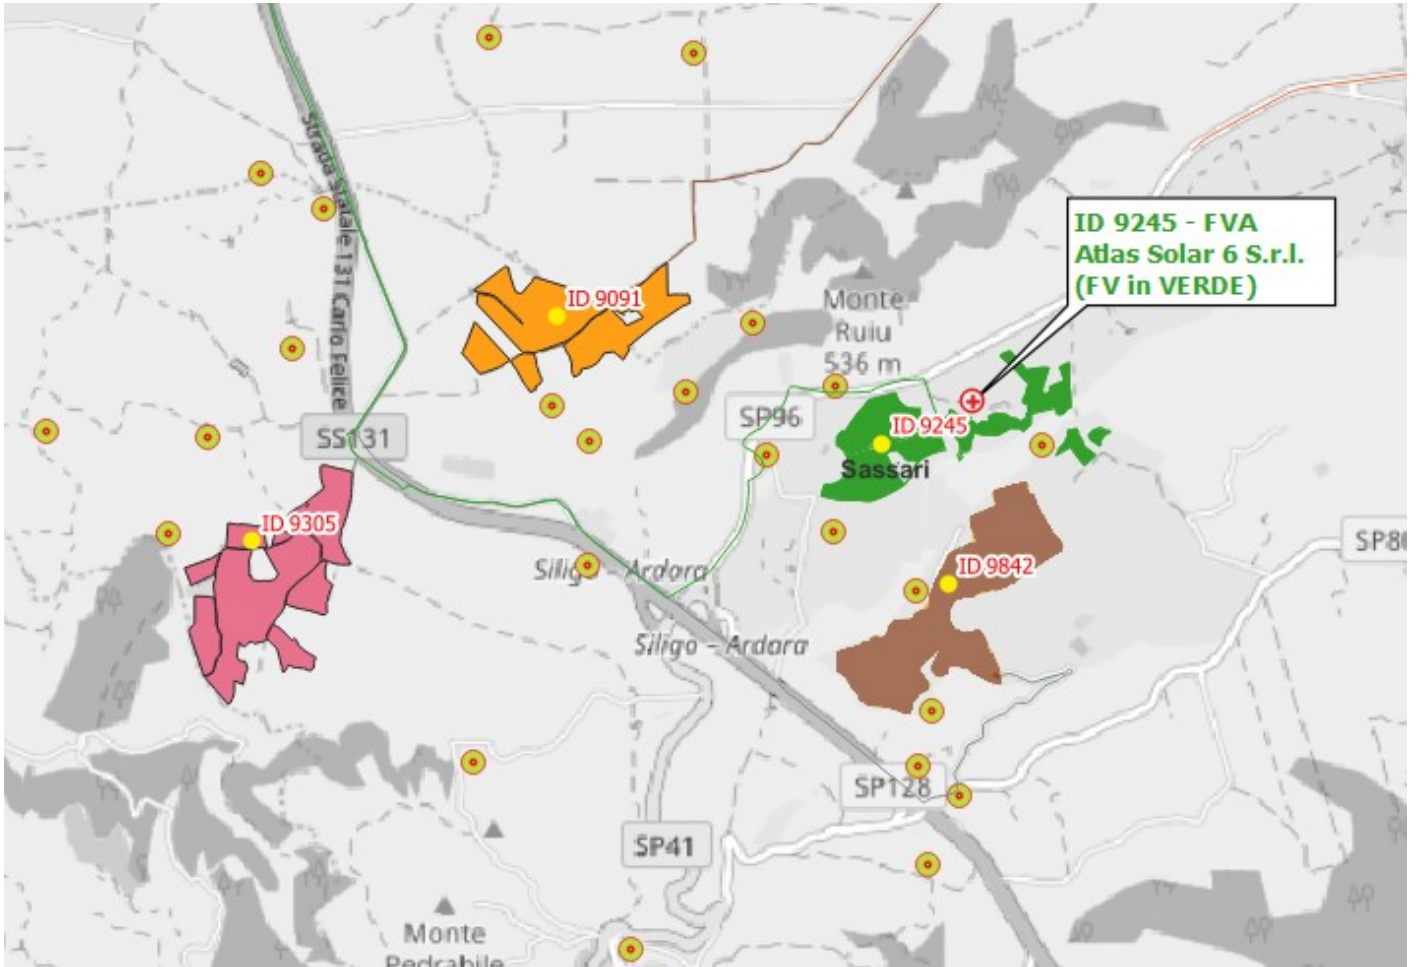 Strada Statale 131 Carlo Felice
ID 9245 - FVA
Atlas Solar 6 S.r.l.
(FV in VERDE)
ID 9091
Monte
Ruiu
536 m
SP96
ID 9245
SS131
Sassari
ID 9305
SP80
Siligo - Ardara
ID 9842
Siligo - Ardara
SP128
SP41
Monte
Pedrabile